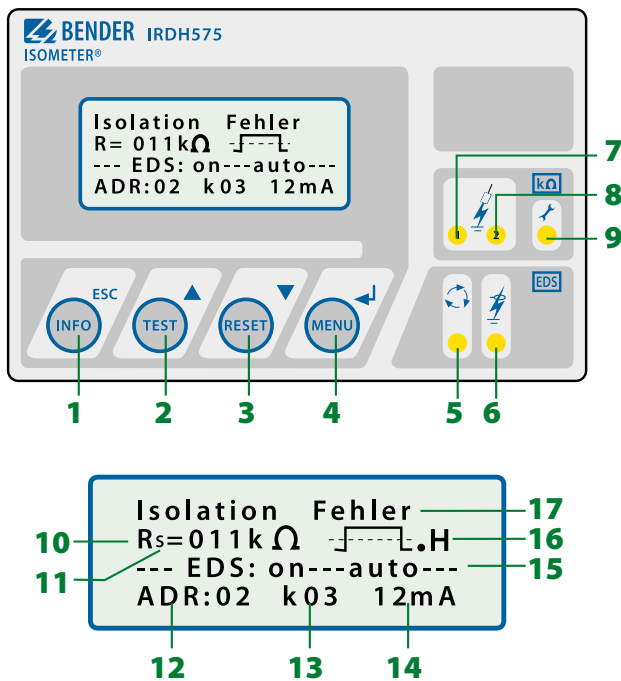 BENDER IRDH575
ISOMETER®
Isolation Fehler
R= 011kΩ
--- EDS: on---auto---
ADR:02 k03 12mA
7
kΩ
8
1 2
9
ESC
EDS
INFO TEST RESET MENU
1 2 3 4 5 6
Isolation Fehler 17
10 Rs=011kΩ .H 16
11 --- EDS: on---auto--- 15
ADR:02 k03 12mA
12 13 14